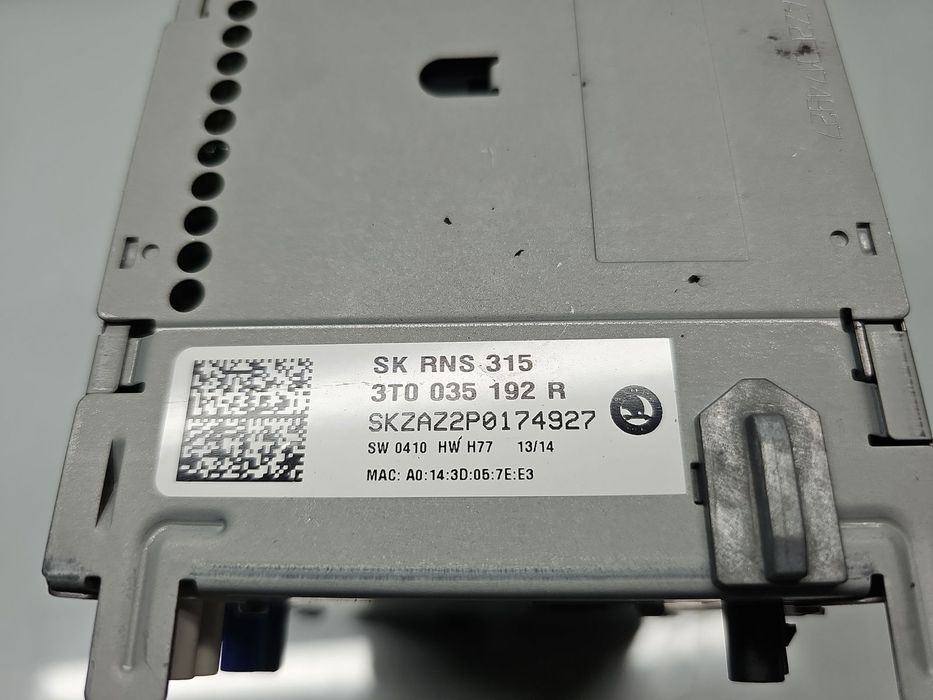 SK RNS 315
3T0 035 192 R
SKZAZ2P0174927
SW 0410 HW H77 13/14
MAC: A0:14:3D:05:7E:E3